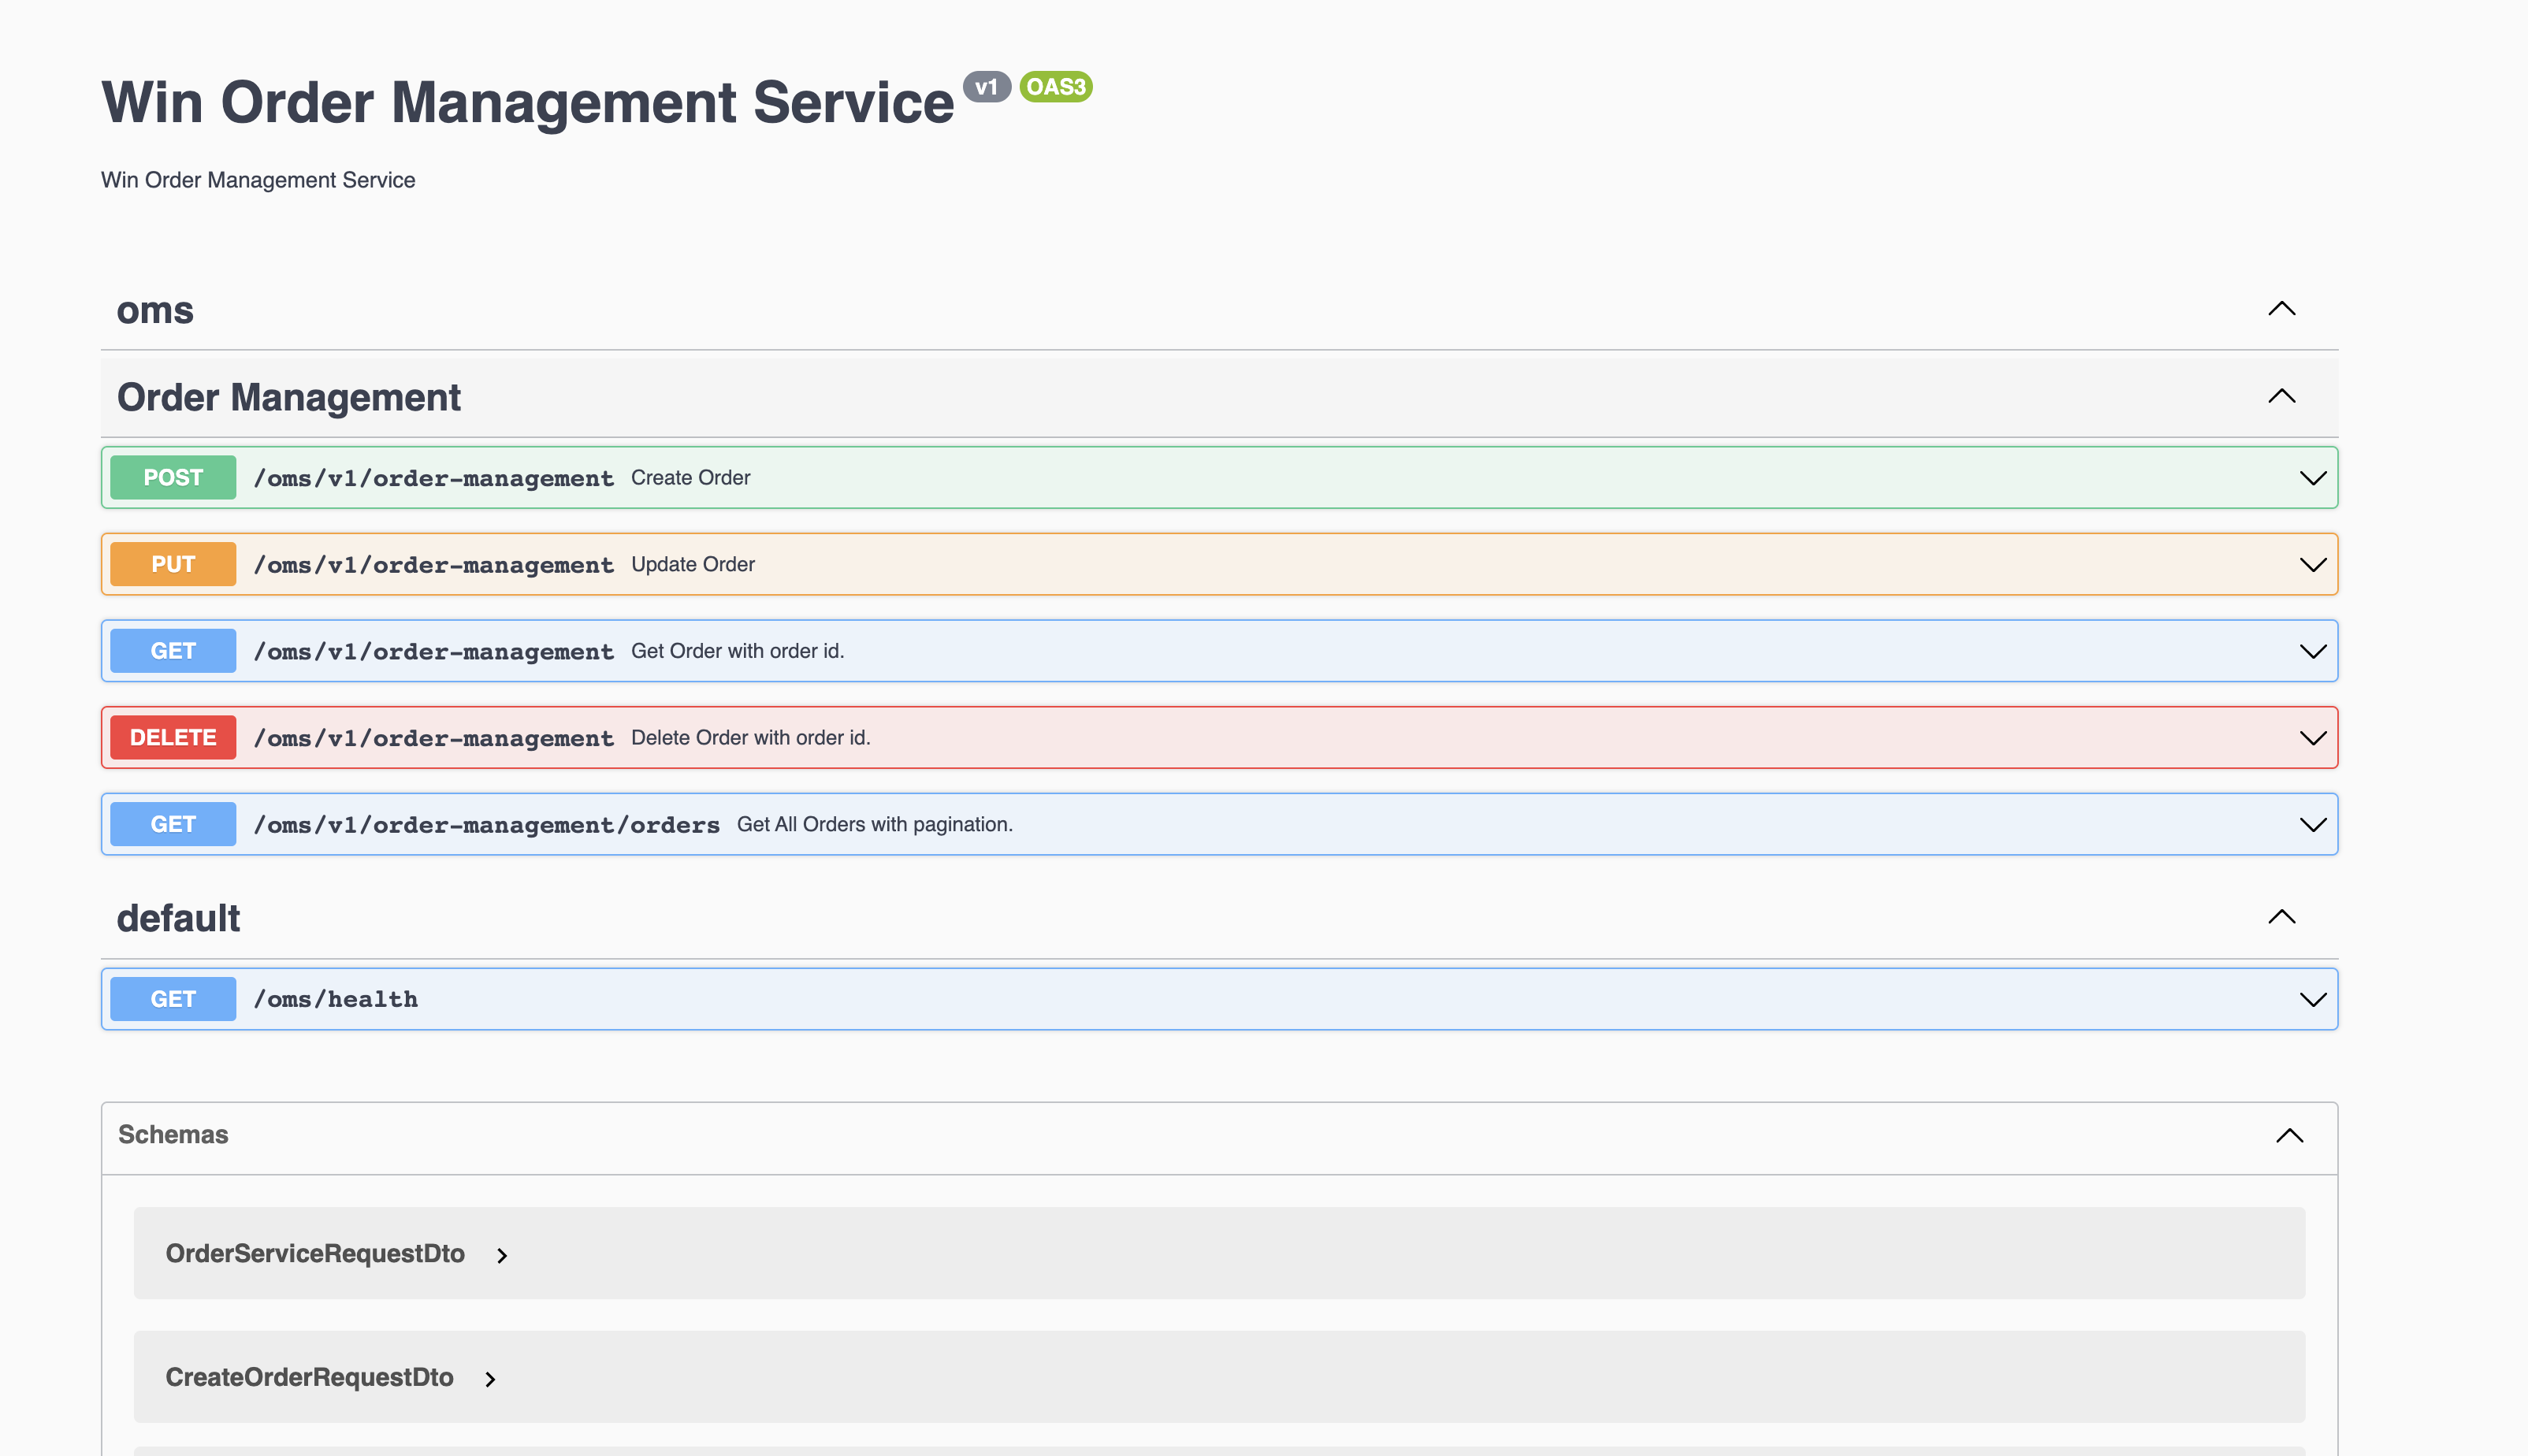 Win Order Management Service v1 OAS3
Win Order Management Service
oms
Order Management
POST /oms/v1/order-management Create Order
PUT /oms/v1/order-management Update Order
GET /oms/v1/order-management Get Order with order id.
DELETE /oms/v1/order-management Delete Order with order id.
GET /oms/v1/order-management/orders Get All Orders with pagination.
default
GET /oms/health
Schemas
OrderServiceRequestDto
CreateOrderRequestDto